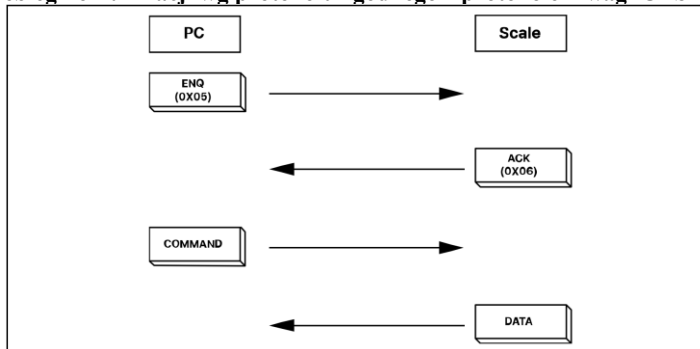 PC
Scale
ENQ
(0X05)
ACK
(0X06)
COMMAND
DATA